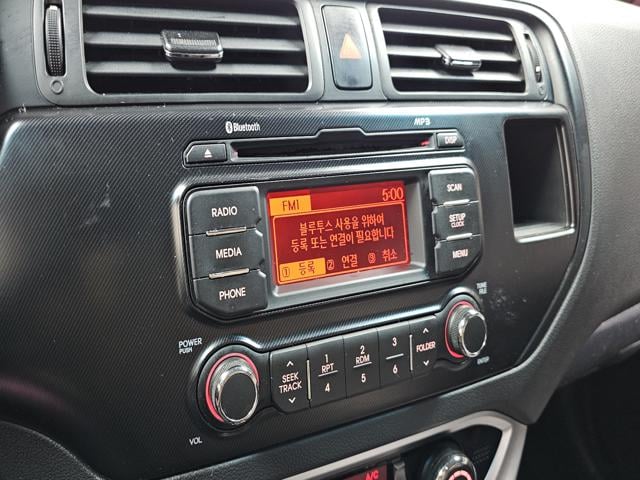 Bluetooth
MP3
DISP
RADIO
MEDIA
PHONE
FM1
5:00
블루투스 사용을 위하여
등록 또는 연결이 필요합니다
① 등록 ② 연결 ③ 취소
SCAN
SETUP
CLOCK
MENU
TUNE
FILE
POWER
PUSH
VOL
SEEK
TRACK
1
RPT
4
2
RDM
5
3
6
FOLDER
ENTER
A/C